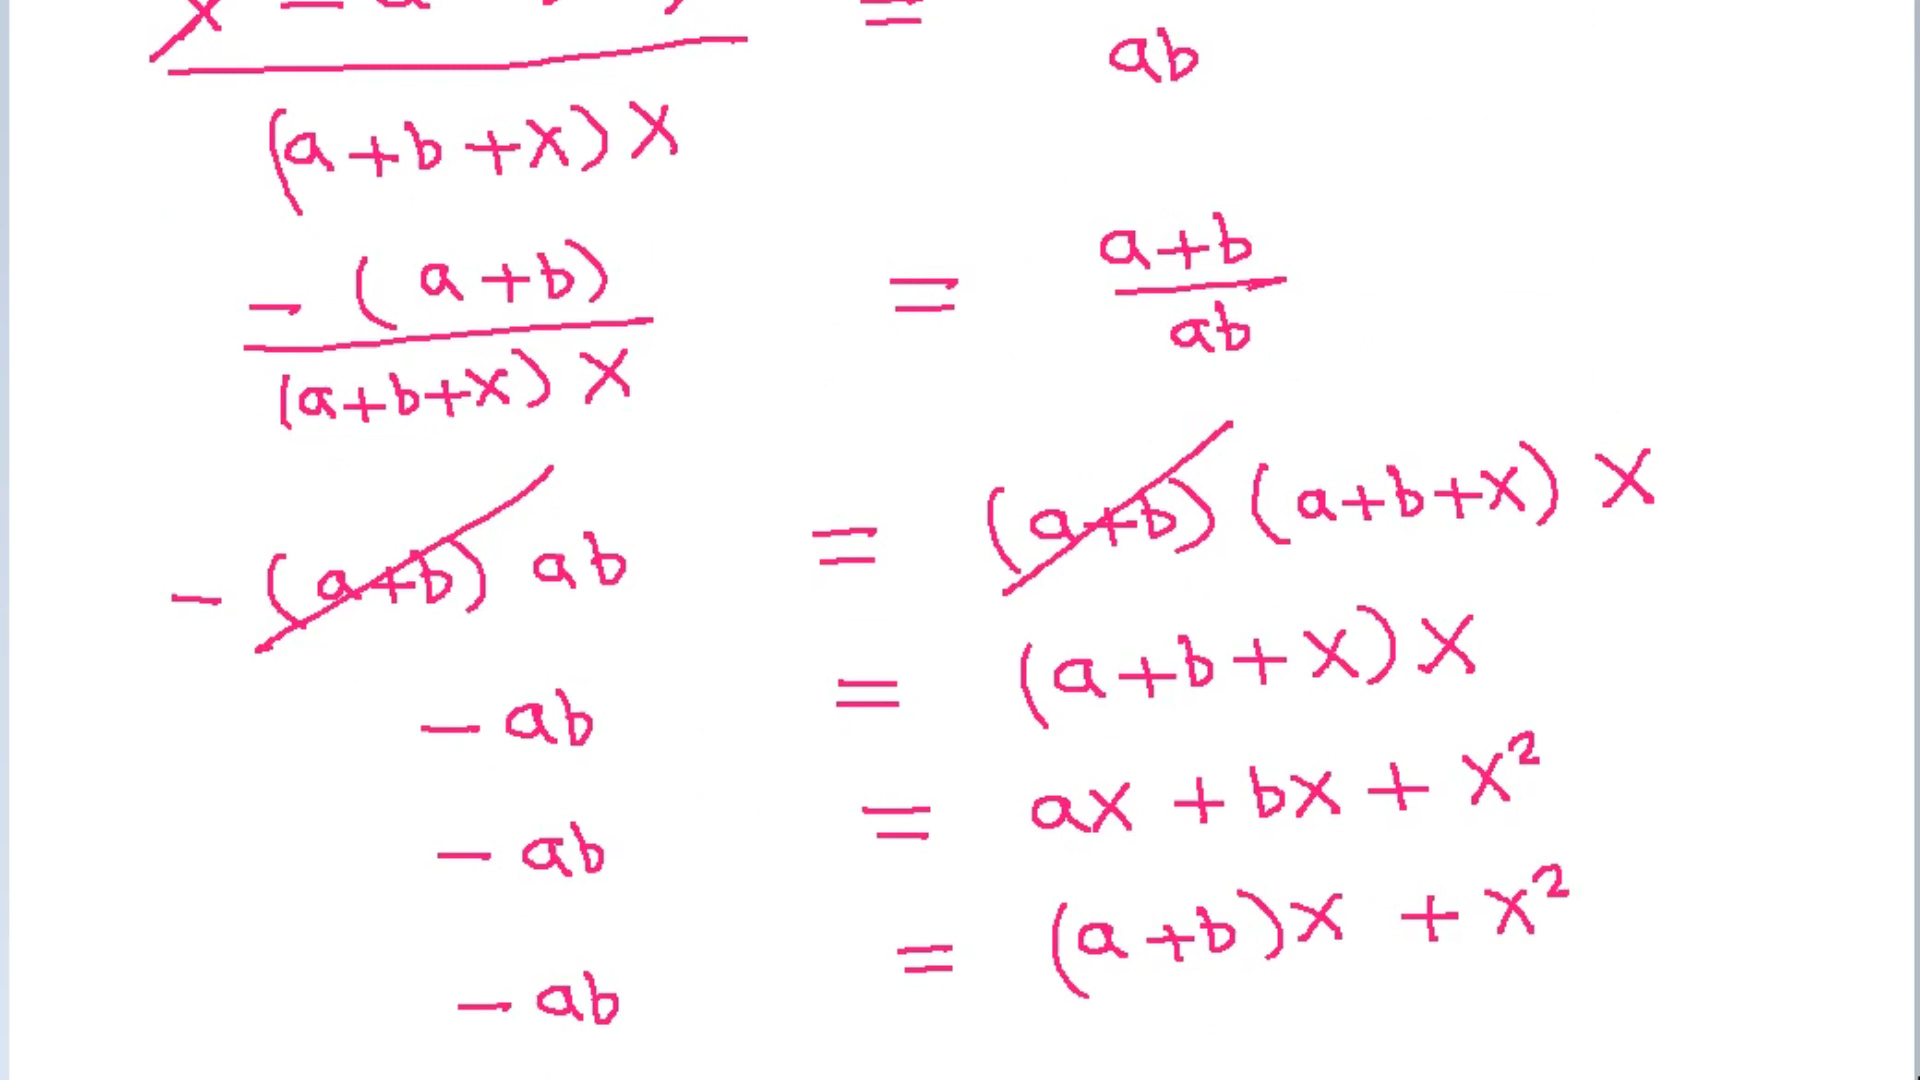 =
ab
(a+b+x)x
-(a+b) = a+b
(a+b+x)x ab
-(a+b) ab = (a+b)(a+b+x)x
-ab = (a+b+x)x
-ab = ax + bx + x²
-ab = (a+b)x + x²